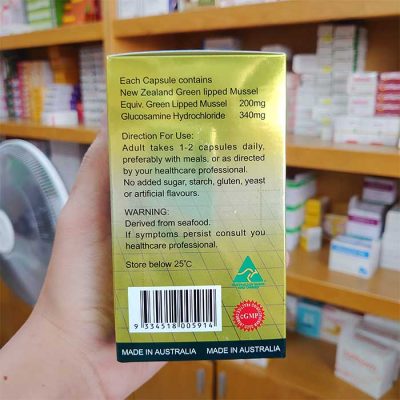 Each Capsule contains
New Zealand Green lipped Mussel
Equiv. Green Lipped Mussel 200mg
Glucosamine Hydrochloride 340mg
Direction For Use:
Adult takes 1-2 capsules daily,
preferably with meals, or as directed
by your healthcare professional.
No added sugar, starch, gluten, yeast
or artificial flavours.
WARNING:
Derived from seafood.
If symptoms persist consult you
healthcare professional.
Store below 25°C
cGMP
9 334518 005914
MADE IN AUSTRALIA MADE IN AUSTRALIA